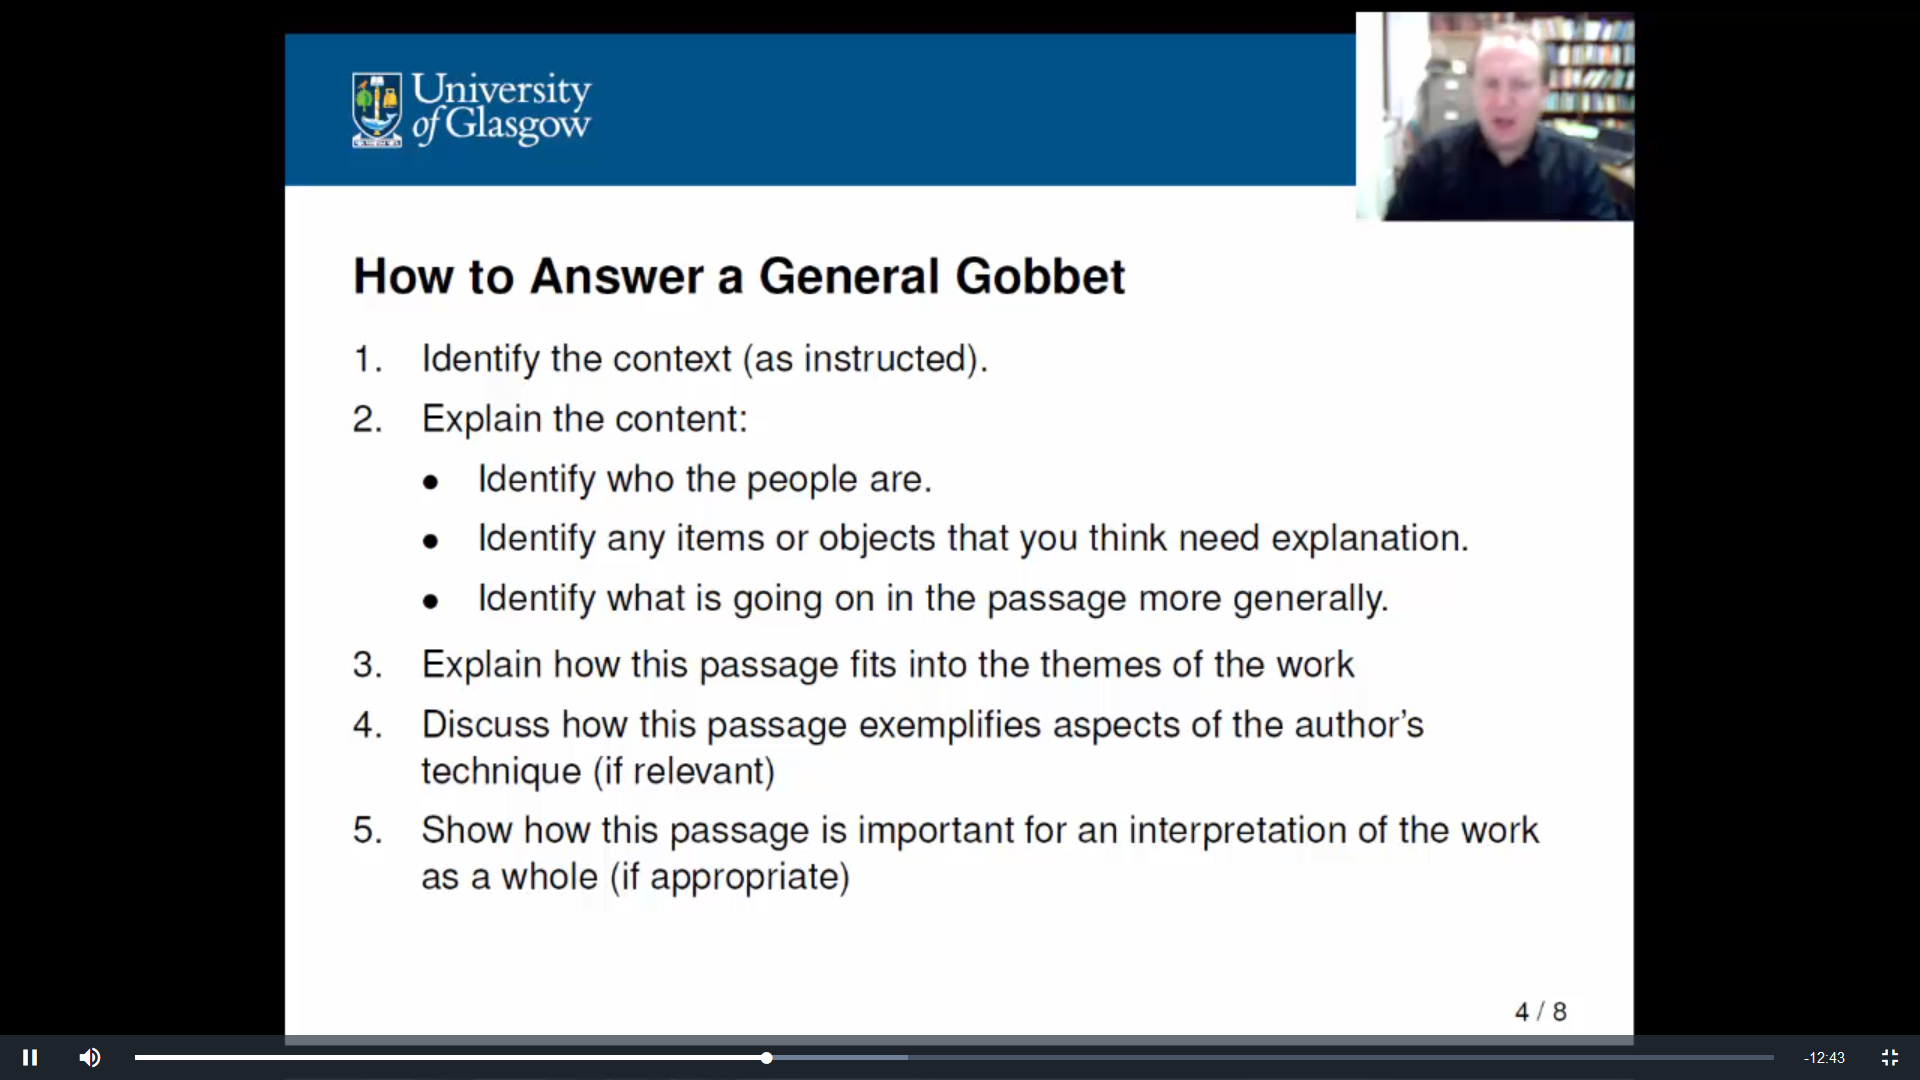 University
of Glasgow
How to Answer a General Gobbet
1. Identify the context (as instructed).
2. Explain the content:
• Identify who the people are.
• Identify any items or objects that you think need explanation.
• Identify what is going on in the passage more generally.
3. Explain how this passage fits into the themes of the work
4. Discuss how this passage exemplifies aspects of the author's
technique (if relevant)
5. Show how this passage is important for an interpretation of the work
as a whole (if appropriate)
4 / 8
-12:43